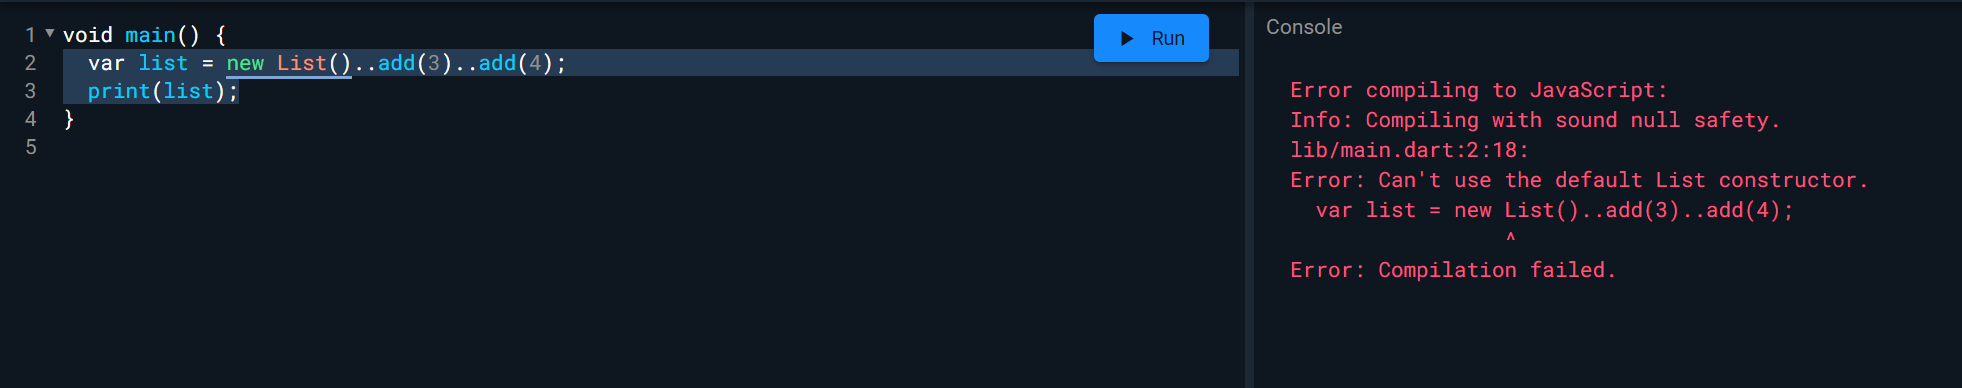 1 ▼ void main() {
2 var list = new List()..add(3)..add(4);
3 print(list);
4 }
5
Run
Console
Error compiling to JavaScript:
Info: Compiling with sound null safety.
lib/main.dart:2:18:
Error: Can't use the default List constructor.
  var list = new List()..add(3)..add(4);
                 ^
Error: Compilation failed.